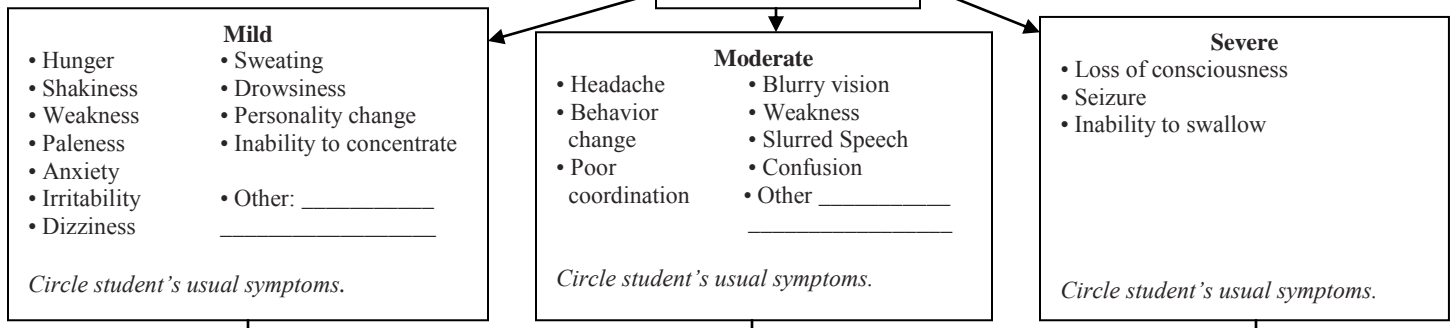 Mild
• Hunger
• Shakiness
• Weakness
• Paleness
• Anxiety
• Irritability
• Dizziness
• Sweating
• Drowsiness
• Personality change
• Inability to concentrate
• Other: ___________
__________________
Circle student’s usual symptoms.
Moderate
• Headache
• Behavior
change
• Poor
coordination
• Blurry vision
• Weakness
• Slurred Speech
• Confusion
• Other ___________
_________________
Circle student’s usual symptoms.
Severe
• Loss of consciousness
• Seizure
• Inability to swallow
Circle student’s usual symptoms.